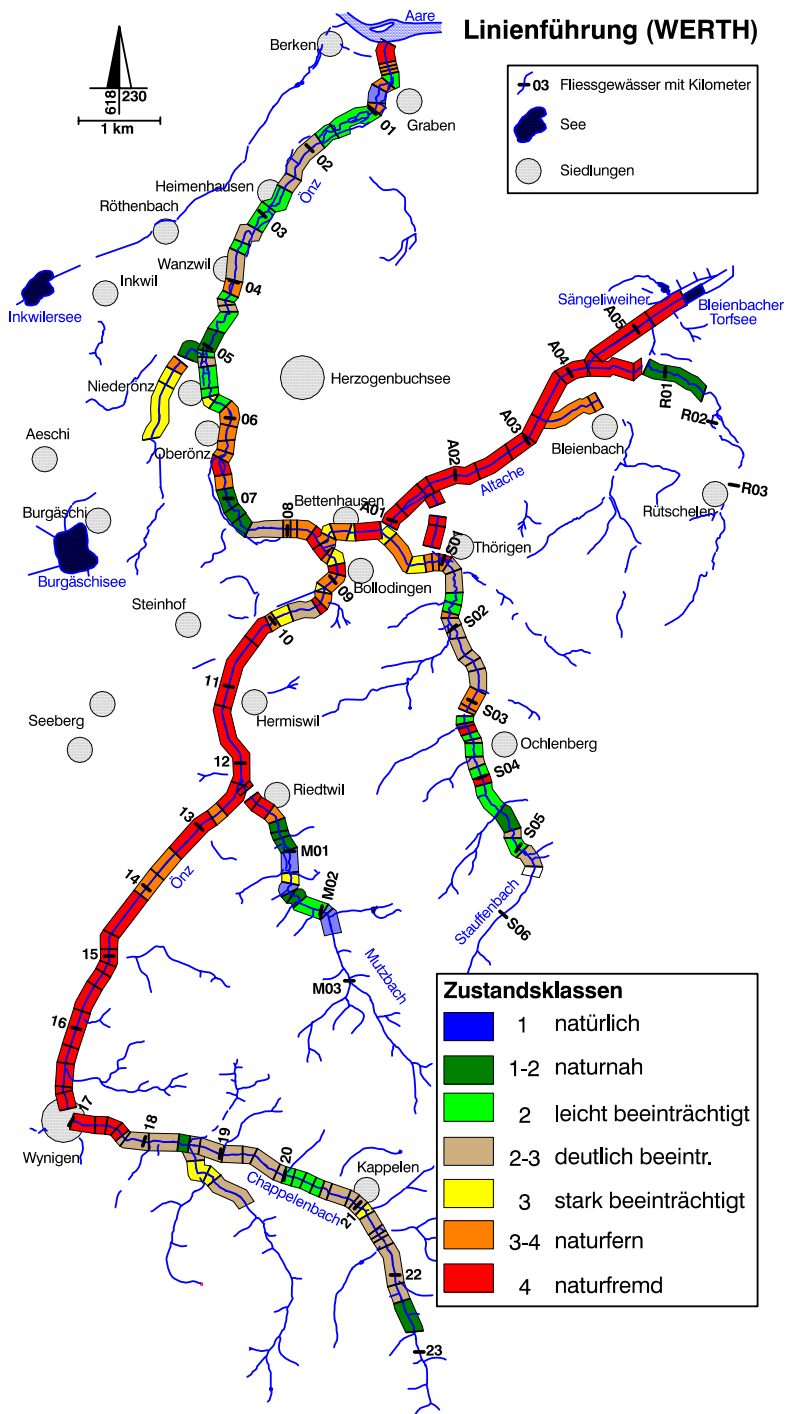 Linienführung (WERTH)
Aare
Berken
618
230
1 km
03 Fliessgewässer mit Kilometer
See
Siedlungen
Graben
01
02
Heimenhausen
Önz
Röthenbach
03
Wanzwil
Inkwil
04
Inkwilersee
Sängeliweiher
Bleienbacher
Torfsee
A05
05
A04
Niederönz
Herzogenbuchsee
R01
R02
06
A03
Aeschi
Oberönz
Bleienbach
A02
Altache
R03
07
Bettenhausen
Rütschelen
Burgäschi
08
A01
Thörigen
S01
Burgäschisee
Bollodingen
09
Steinhof
10
S02
11
Seeberg
Hermiswil
S03
Ochlenberg
12
S04
Riedtwil
13
S05
M01
14
Önz
M02
Stauffenbach
S06
15
Mutzbach
M03
16
Zustandsklassen
1 natürlich
1-2 naturnah
2 leicht beeinträchtigt
2-3 deutlich beeintr.
3 stark beeinträchtigt
3-4 naturfern
4 naturfremd
17
Wynigen
18
19
20
Kappelen
Chappelenbach
21
22
23